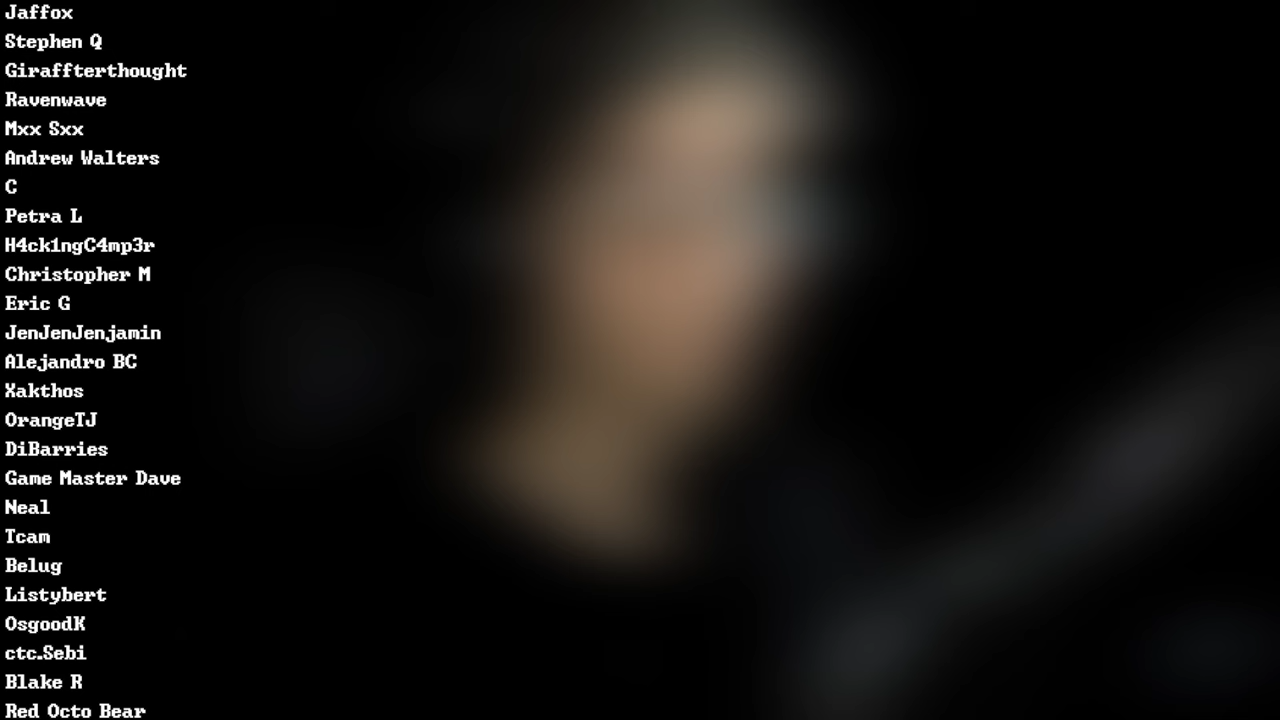 Jaffox
Stephen Q
Giraffterthought
Ravenwave
Mxx Sxx
Andrew Walters
C
Petra L
H4ck1ngC4mp3r
Christopher M
Eric G
JenJenJenjamin
Alejandro BC
Xakthos
OrangeTJ
DiBarries
Game Master Dave
Neal
Tcam
Belug
Listybert
OsgoodK
ctc.Sebi
Blake R
Red Octo Bear